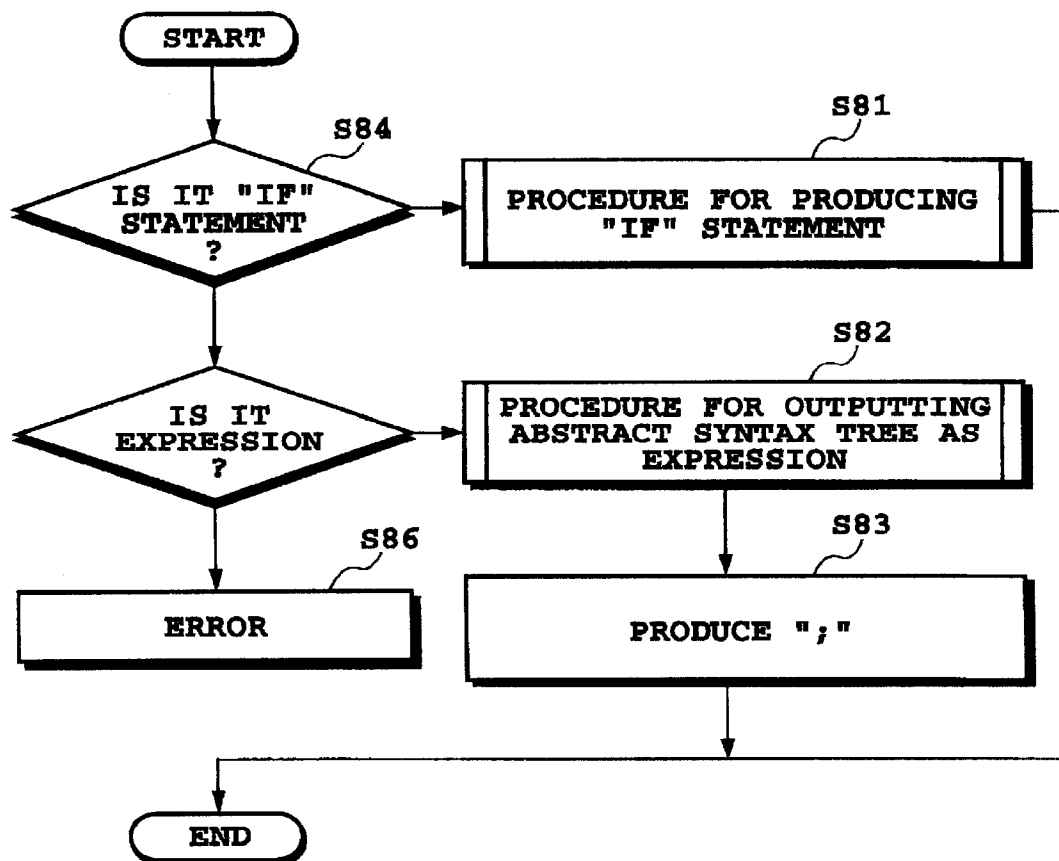 START
S84
IS IT "IF"
STATEMENT
?
S81
PROCEDURE FOR PRODUCING
"IF" STATEMENT
IS IT
EXPRESSION
?
S82
PROCEDURE FOR OUTPUTTING
ABSTRACT SYNTAX TREE AS
EXPRESSION
S86
ERROR
S83
PRODUCE ";"
END